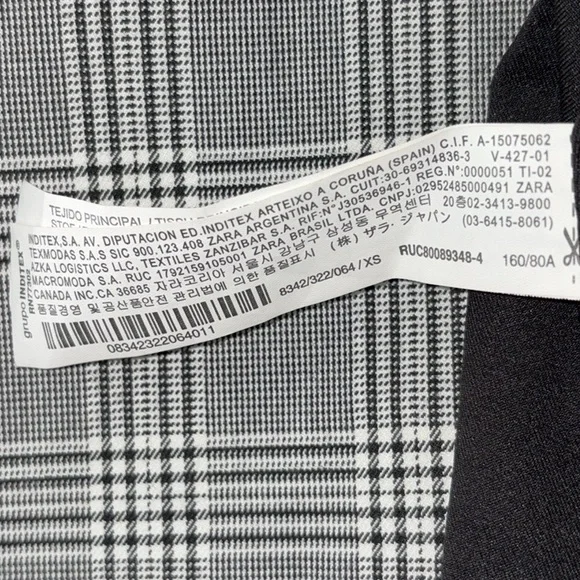 TEJIDO PRINCIPAL /
grupo INDITEX
INDITEX,S.A. AV. DIPUTACION ED.INDITEX ARTEIXO A CORUÑA (SPAIN) C.I.F. A-15075062
TEXMODAS S.A.S SIC 900.123.408 ZARA ARGENTINA S.A. CUIT:30-69314836-3 V-427-01
AZKA LOGISTICS LLC, TEXTILES ZANZIBAR S.A. RIF:N°J30536946-1 REG.N°:0000051 TI-02
MACROMODA S.A. RUC 1792159105001 ZARA BRASIL LTDA. CNPJ:02952485000491 ZARA
CANADA INC.CA 36685 자라코리아 서울시 강남구 삼성동 무역센터 20층02-3413-9800
품질경영 및공산품안전 관리법에 의한 품질표시 (株) ザラ・ジャパン (03-6415-8061)
8342/322/064/XS
RUC80089348-4
160/80A
08342322064011